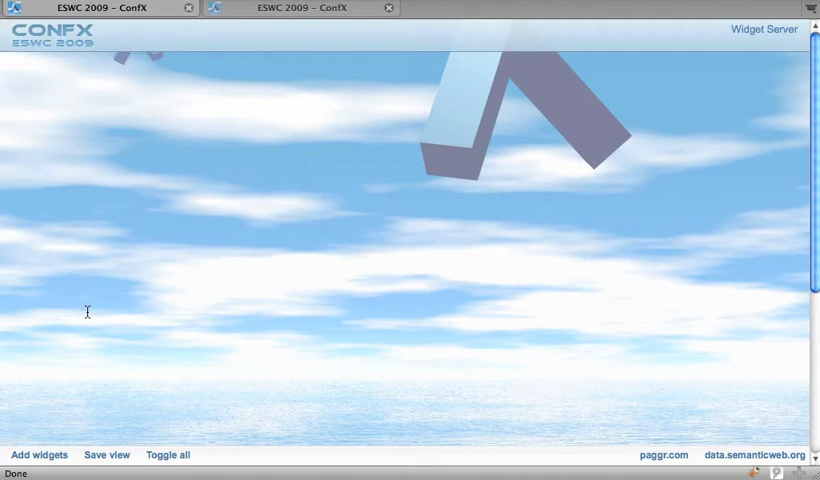 ESWC 2009 – ConfX
ESWC 2009 – ConfX
CONFX
ESWC 2009
Widget Server
Add widgets
Save view
Toggle all
paggr.com
data.semanticweb.org
Done